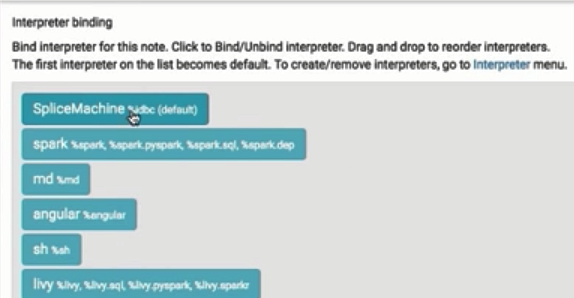 Interpreter binding
Bind interpreter for this note. Click to Bind/Unbind interpreter. Drag and drop to reorder interpreters.
The first interpreter on the list becomes default. To create/remove interpreters, go to Interpreter menu.
SpliceMachine %jdbc (default)
spark %spark, %spark.pyspark, %spark.sql, %spark.dep
md %md
angular %angular
sh %sh
livy %livy, %livy.sql, %livy.pyspark, %livy.sparkr